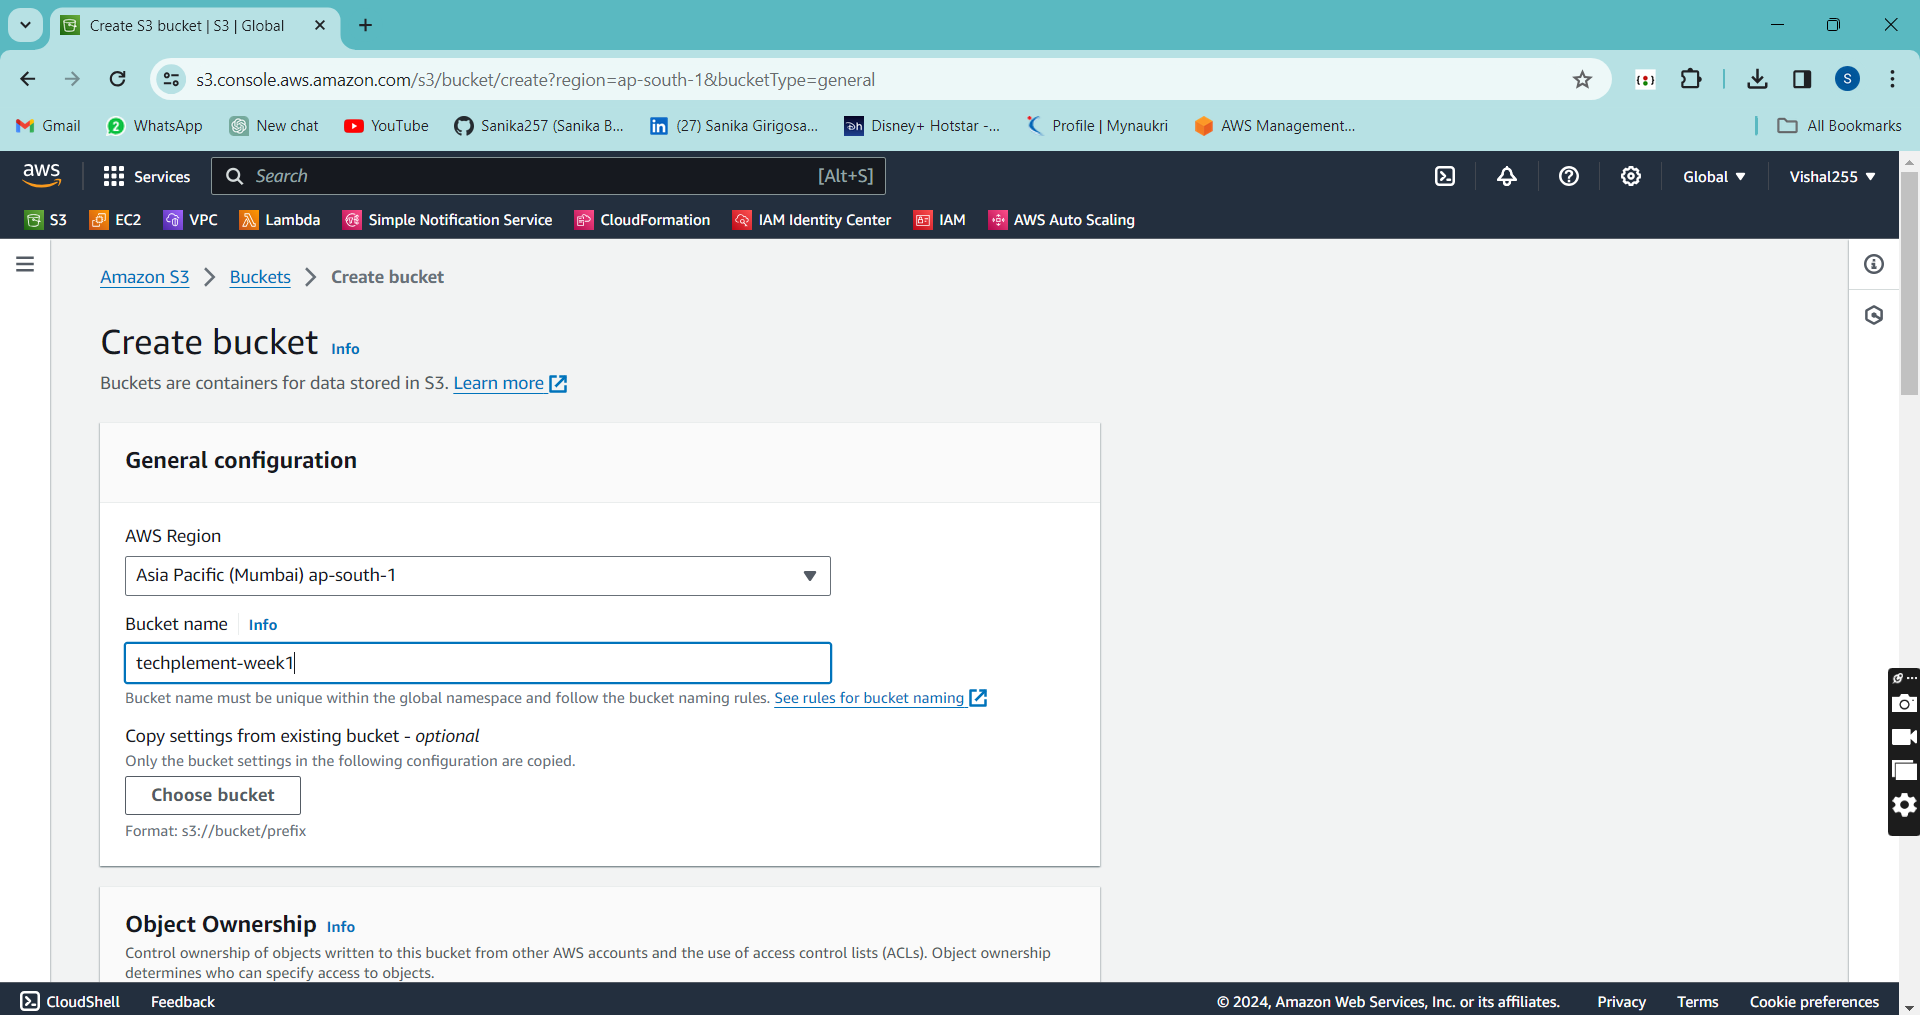 Create S3 bucket | S3 | Global
s3.console.aws.amazon.com/s3/bucket/create?region=ap-south-1&bucketType=general
S
Gmail
2
WhatsApp
New chat
YouTube
Sanika257 (Sanika B...
(27) Sanika Girigosa...
Disney+ Hotstar -...
Profile | Mynaukri
AWS Management...
All Bookmarks
aws
Services
Search
[Alt+S]
Global
Vishal255
S3
EC2
VPC
Lambda
Simple Notification Service
CloudFormation
IAM Identity Center
IAM
AWS Auto Scaling
Amazon S3 > Buckets > Create bucket
Create bucket Info
Buckets are containers for data stored in S3. Learn more
General configuration
AWS Region
Asia Pacific (Mumbai) ap-south-1
Bucket name Info
techplement-week1
Bucket name must be unique within the global namespace and follow the bucket naming rules. See rules for bucket naming
Copy settings from existing bucket - optional
Only the bucket settings in the following configuration are copied.
Choose bucket
Format: s3://bucket/prefix
Object Ownership Info
Control ownership of objects written to this bucket from other AWS accounts and the use of access control lists (ACLs). Object ownership
determines who can specify access to objects.
CloudShell
Feedback
© 2024, Amazon Web Services, Inc. or its affiliates.
Privacy
Terms
Cookie preferences